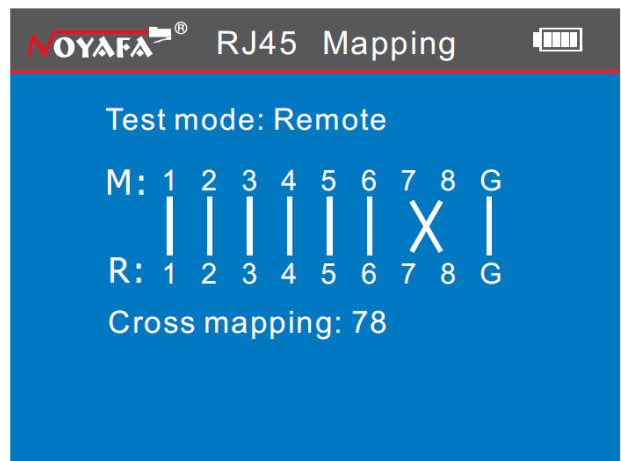 NOYAFA® RJ45 Mapping
Test mode: Remote
M: 1 2 3 4 5 6 7 8 G
R: 1 2 3 4 5 6 7 8 G
Cross mapping: 78